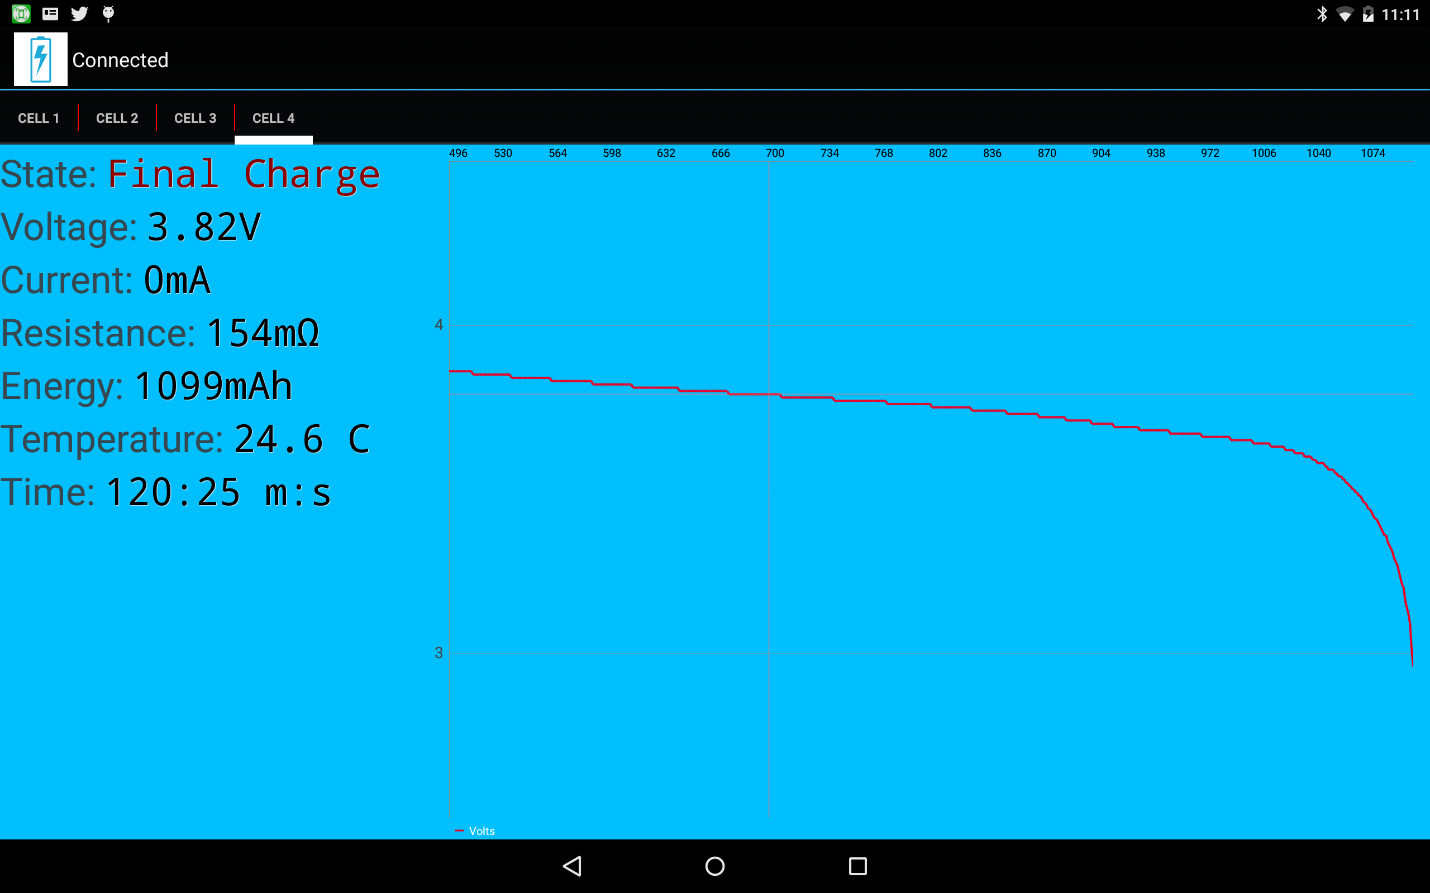 11:11
Connected
CELL 1 CELL 2 CELL 3 CELL 4
State: Final Charge
Voltage: 3.82V
Current: 0mA
Resistance: 154mΩ
Energy: 1099mAh
Temperature: 24.6 C
Time: 120:25 m:s
496 530 564 598 632 666 700 734 768 802 836 870 904 938 972 1006 1040 1074
4
3
Volts